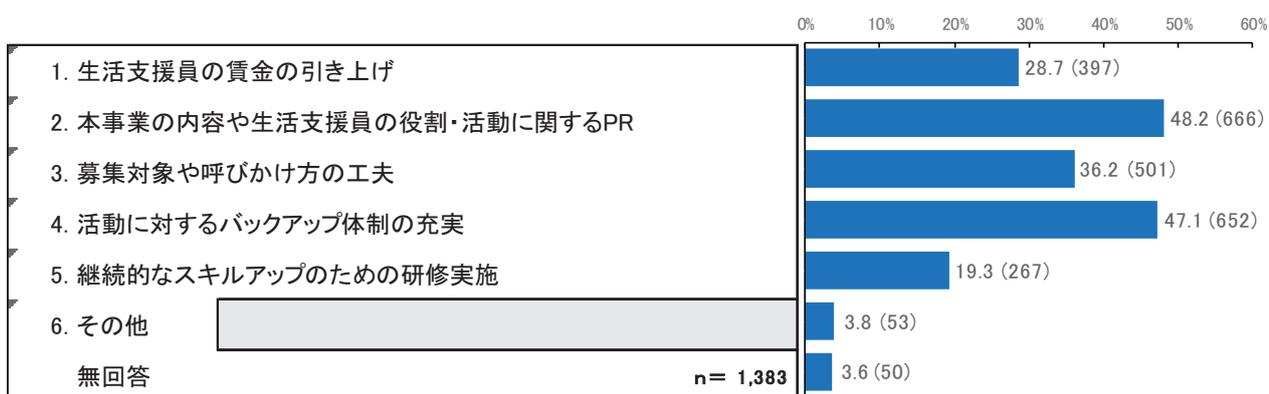 0% 10% 20% 30% 40% 50% 60%
1. 生活支援員の賃金の引き上げ 28.7 (397)
2. 本事業の内容や生活支援員の役割・活動に関するPR 48.2 (666)
3. 募集対象や呼びかけ方の工夫 36.2 (501)
4. 活動に対するバックアップ体制の充実 47.1 (652)
5. 継続的なスキルアップのための研修実施 19.3 (267)
6. その他 3.8 (53)
無回答 n= 1,383 3.6 (50)